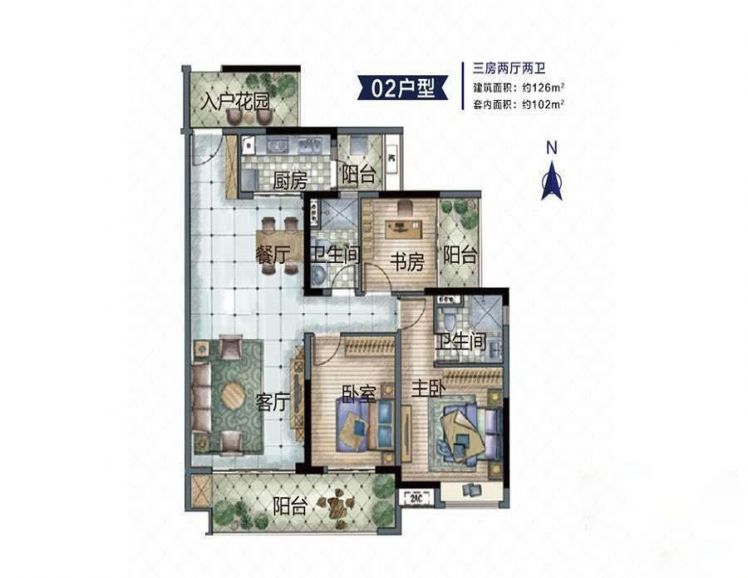 三房两厅两卫
02户型
建筑面积：约126m²
套内面积：约102m²
N
入户花园
厨房
阳台
餐厅
卫生间
书房
阳台
卫生间
客厅
卧室
主卧
阳台
2AC